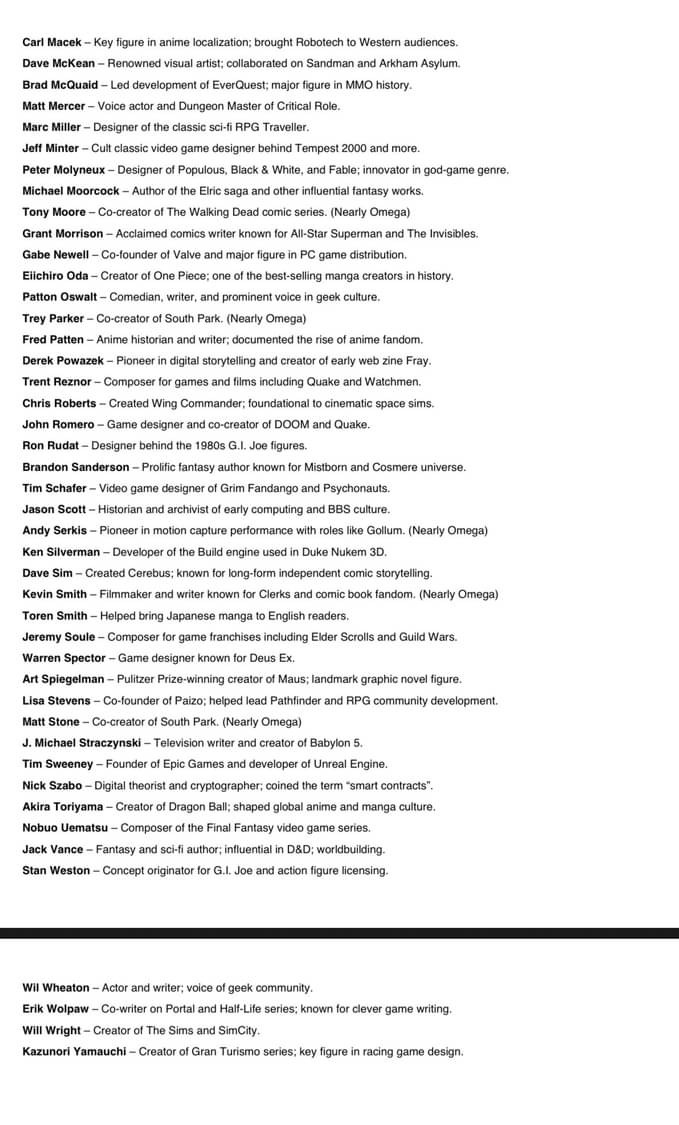 Carl Macek – Key figure in anime localization; brought Robotech to Western audiences.
Dave McKean – Renowned visual artist; collaborated on Sandman and Arkham Asylum.
Brad McQuaid – Led development of EverQuest; major figure in MMO history.
Matt Mercer – Voice actor and Dungeon Master of Critical Role.
Marc Miller – Designer of the classic sci-fi RPG Traveller.
Jeff Minter – Cult classic video game designer behind Tempest 2000 and more.
Peter Molyneux – Designer of Populous, Black & White, and Fable; innovator in god-game genre.
Michael Moorcock – Author of the Elric saga and other influential fantasy works.
Tony Moore – Co-creator of The Walking Dead comic series. (Nearly Omega)
Grant Morrison – Acclaimed comics writer known for All-Star Superman and The Invisibles.
Gabe Newell – Co-founder of Valve and major figure in PC game distribution.
Eiichiro Oda – Creator of One Piece; one of the best-selling manga creators in history.
Patton Oswalt – Comedian, writer, and prominent voice in geek culture.
Trey Parker – Co-creator of South Park. (Nearly Omega)
Fred Patten – Anime historian and writer; documented the rise of anime fandom.
Derek Powazek – Pioneer in digital storytelling and creator of early web zine Fray.
Trent Reznor – Composer for games and films including Quake and Watchmen.
Chris Roberts – Created Wing Commander; foundational to cinematic space sims.
John Romero – Game designer and co-creator of DOOM and Quake.
Ron Rudat – Designer behind the 1980s G.I. Joe figures.
Brandon Sanderson – Prolific fantasy author known for Mistborn and Cosmere universe.
Tim Schafer – Video game designer of Grim Fandango and Psychonauts.
Jason Scott – Historian and archivist of early computing and BBS culture.
Andy Serkis – Pioneer in motion capture performance with roles like Gollum. (Nearly Omega)
Ken Silverman – Developer of the Build engine used in Duke Nukem 3D.
Dave Sim – Created Cerebus; known for long-form independent comic storytelling.
Kevin Smith – Filmmaker and writer known for Clerks and comic book fandom. (Nearly Omega)
Toren Smith – Helped bring Japanese manga to English readers.
Jeremy Soule – Composer for game franchises including Elder Scrolls and Guild Wars.
Warren Spector – Game designer known for Deus Ex.
Art Spiegelman – Pulitzer Prize-winning creator of Maus; landmark graphic novel figure.
Lisa Stevens – Co-founder of Paizo; helped lead Pathfinder and RPG community development.
Matt Stone – Co-creator of South Park. (Nearly Omega)
J. Michael Straczynski – Television writer and creator of Babylon 5.
Tim Sweeney – Founder of Epic Games and developer of Unreal Engine.
Nick Szabo – Digital theorist and cryptographer; coined the term “smart contracts”.
Akira Toriyama – Creator of Dragon Ball; shaped global anime and manga culture.
Nobuo Uematsu – Composer of the Final Fantasy video game series.
Jack Vance – Fantasy and sci-fi author; influential in D&D; worldbuilding.
Stan Weston – Concept originator for G.I. Joe and action figure licensing.
Wil Wheaton – Actor and writer; voice of geek community.
Erik Wolpaw – Co-writer on Portal and Half-Life series; known for clever game writing.
Will Wright – Creator of The Sims and SimCity.
Kazunori Yamauchi – Creator of Gran Turismo series; key figure in racing game design.